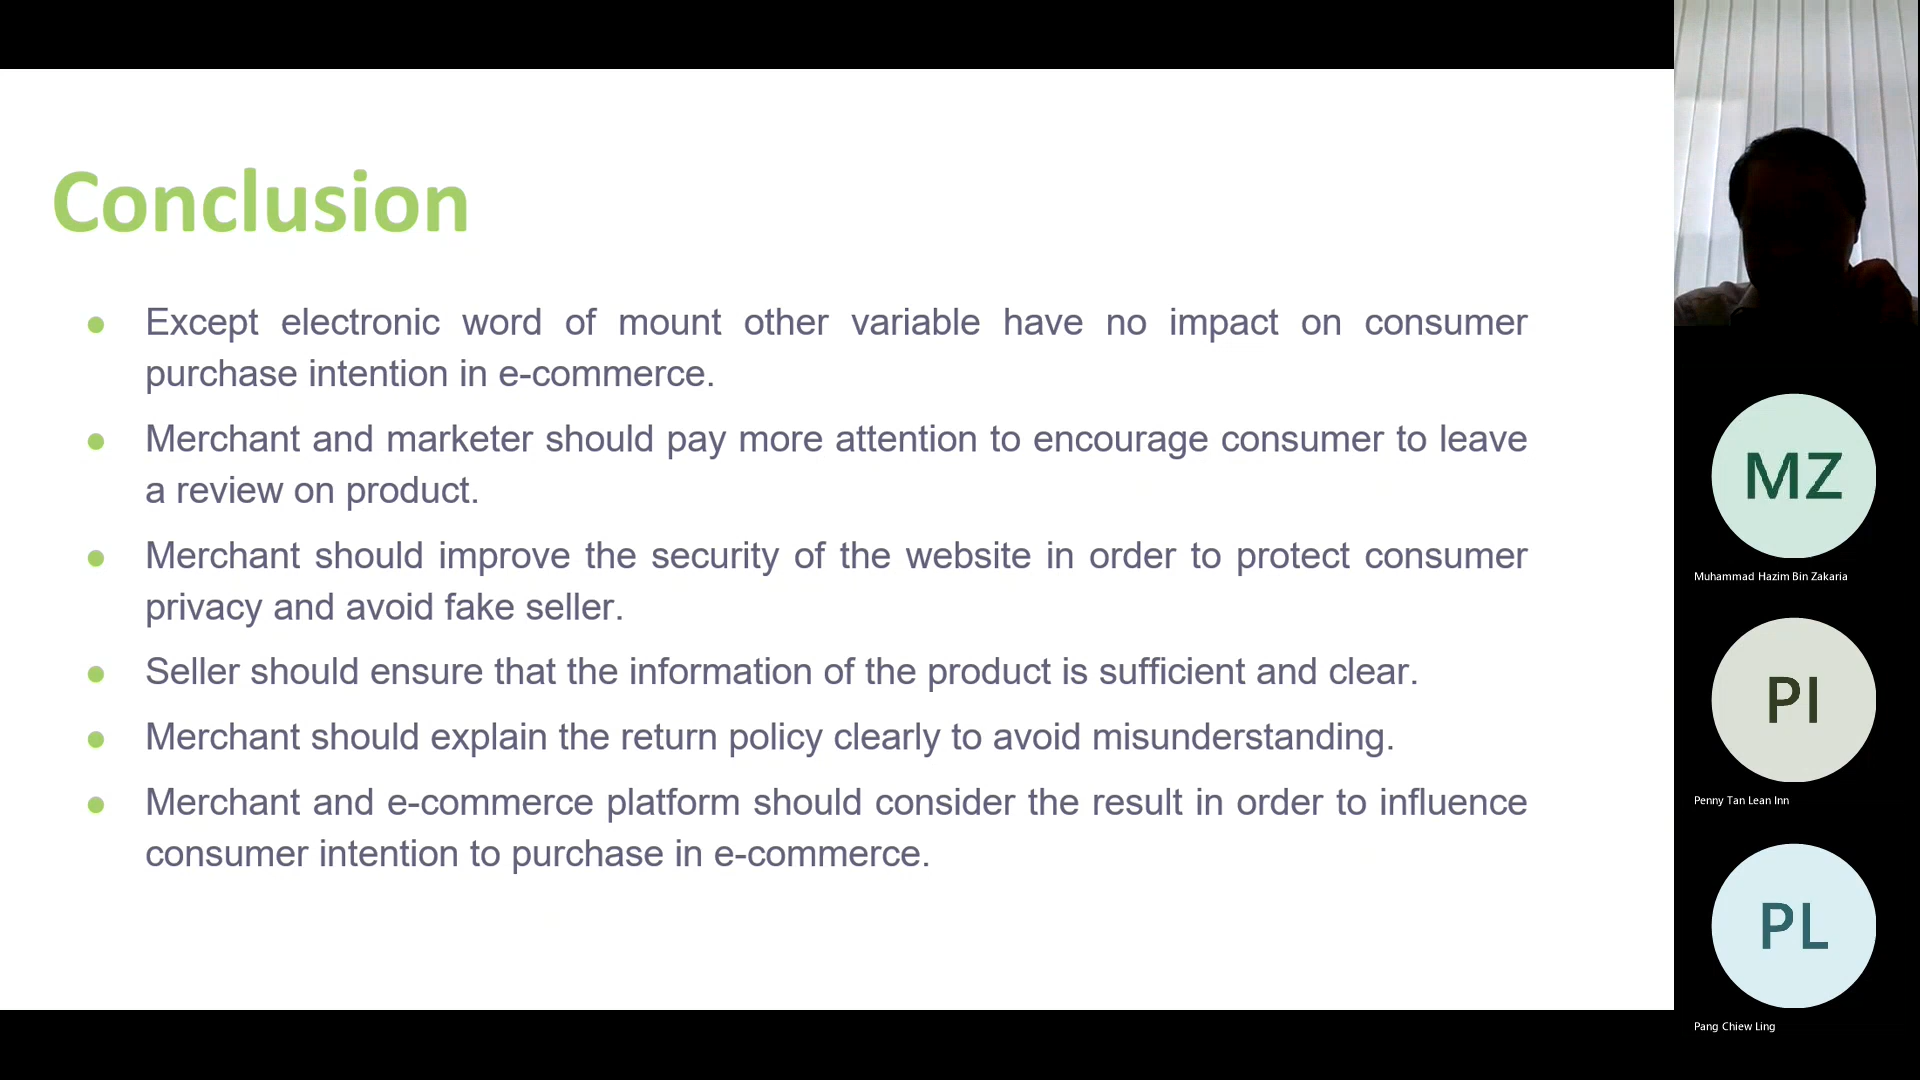 Conclusion
Except electronic word of mount other variable have no impact on consumer
purchase intention in e-commerce.
Merchant and marketer should pay more attention to encourage consumer to leave
a review on product.
Merchant should improve the security of the website in order to protect consumer
privacy and avoid fake seller.
Seller should ensure that the information of the product is sufficient and clear.
Merchant should explain the return policy clearly to avoid misunderstanding.
Merchant and e-commerce platform should consider the result in order to influence
consumer intention to purchase in e-commerce.
MZ
Muhammad Hazim Bin Zakaria
PI
Penny Tan Lean Inn
PL
Pang Chiew Ling